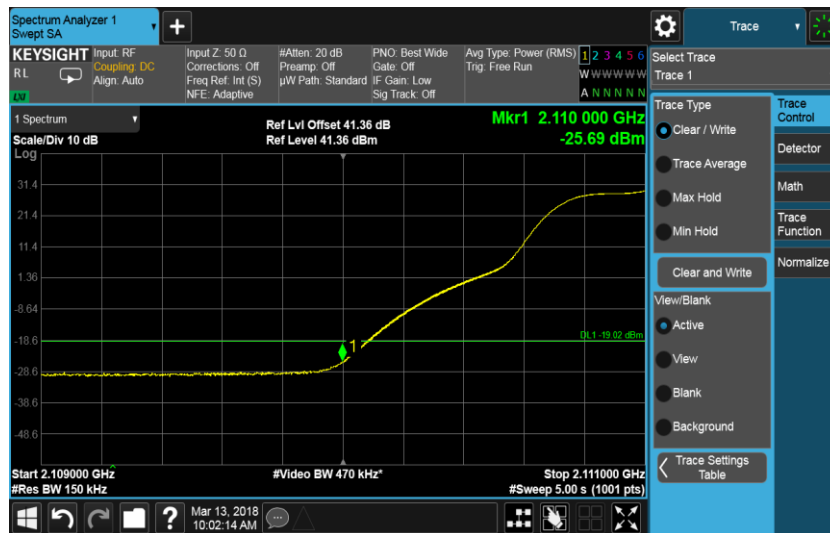 Spectrum Analyzer 1
Swept SA
+
Trace
KEYSIGHT
RL
LXI
Input: RF
Coupling: DC
Align: Auto
Input Z: 50 Ω
Corrections: Off
Freq Ref: Int (S)
NFE: Adaptive
#Atten: 20 dB
Preamp: Off
µW Path: Standard
PNO: Best Wide
Gate: Off
IF Gain: Low
Sig Track: Off
Avg Type: Power (RMS)
Trig: Free Run
1 2 3 4 5 6
W W W W W W
A N N N N N
Select Trace
Trace 1
1 Spectrum
Scale/Div 10 dB
Log
Ref Lvl Offset 41.36 dB
Ref Level 41.36 dBm
Mkr1 2.110 000 GHz
-25.69 dBm
31.4
21.4
11.4
1.36
-8.64
-18.6
-28.6
-38.6
-48.6
1
DL1 -19.02 dBm
Start 2.109000 GHz
#Res BW 150 kHz
#Video BW 470 kHz*
Stop 2.111000 GHz
#Sweep 5.00 s (1001 pts)
Trace Type
Clear / Write
Trace Average
Max Hold
Min Hold
Clear and Write
View/Blank
Active
View
Blank
Background
Trace Settings
Table
Trace
Control
Detector
Math
Trace
Function
Normalize
?
Mar 13, 2018
10:02:14 AM